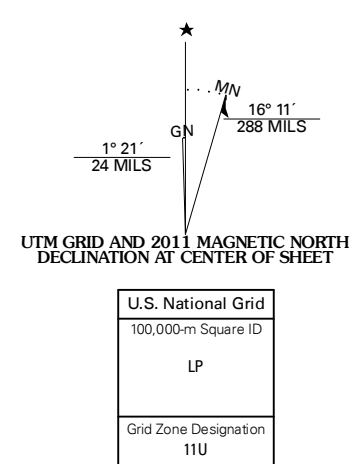 MN
GN
16° 11´
288 MILS
1° 21´
24 MILS
UTM GRID AND 2011 MAGNETIC NORTH
DECLINATION AT CENTER OF SHEET
U.S. National Grid
100,000-m Square ID
LP
Grid Zone Designation
11U